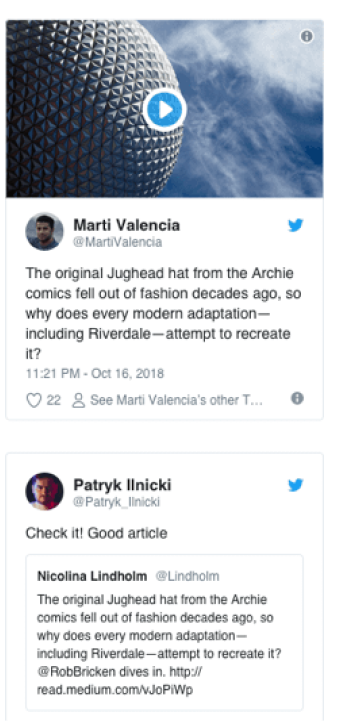 Marti Valencia
@MartiValencia
The original Jughead hat from the Archie
comics fell out of fashion decades ago, so
why does every modern adaptation—
including Riverdale—attempt to recreate
it?
11:21 PM - Oct 16, 2018
22 See Marti Valencia's other T...
Patryk Ilnicki
@Patryk_Ilnicki
Check it! Good article
Nicolina Lindholm @Lindholm
The original Jughead hat from the Archie
comics fell out of fashion decades ago, so
why does every modern adaptation—
including Riverdale—attempt to recreate it?
@RobBricken dives in. http://
read.medium.com/vJoPiWp